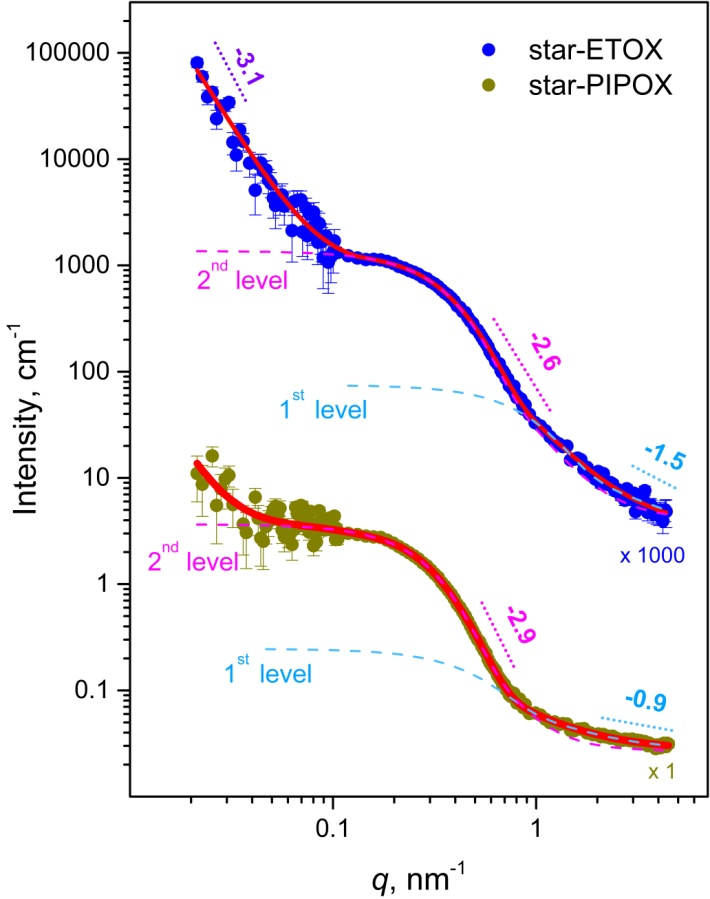 100000
10000
1000
100
10
1
0.1
0.1
1
Intensity, cm⁻¹
q, nm⁻¹
star-ETOX
star-PIPOX
-3.1
2nd level
-2.6
1st level
-1.5
x 1000
2nd level
-2.9
1st level
-0.9
x 1